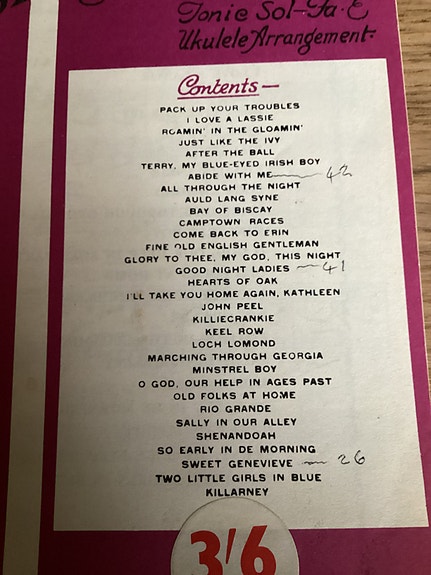 Tonic Sol-Fa &
Ukulele Arrangement.
Contents —
PACK UP YOUR TROUBLES
I LOVE A LASSIE
ROAMIN' IN THE GLOAMIN'
JUST LIKE THE IVY
AFTER THE BALL
TERRY, MY BLUE-EYED IRISH BOY
ABIDE WITH ME 42
ALL THROUGH THE NIGHT
AULD LANG SYNE
BAY OF BISCAY
CAMPTOWN RACES
COME BACK TO ERIN
FINE OLD ENGLISH GENTLEMAN
GLORY TO THEE, MY GOD, THIS NIGHT
GOOD NIGHT LADIES 41
HEARTS OF OAK
I'LL TAKE YOU HOME AGAIN, KATHLEEN
JOHN PEEL
KILLIECRANKIE
KEEL ROW
LOCH LOMOND
MARCHING THROUGH GEORGIA
MINSTREL BOY
O GOD, OUR HELP IN AGES PAST
OLD FOLKS AT HOME
RIO GRANDE
SALLY IN OUR ALLEY
SHENANDOAH
SO EARLY IN DE MORNING
SWEET GENEVIEVE 26
TWO LITTLE GIRLS IN BLUE
KILLARNEY
3'/6